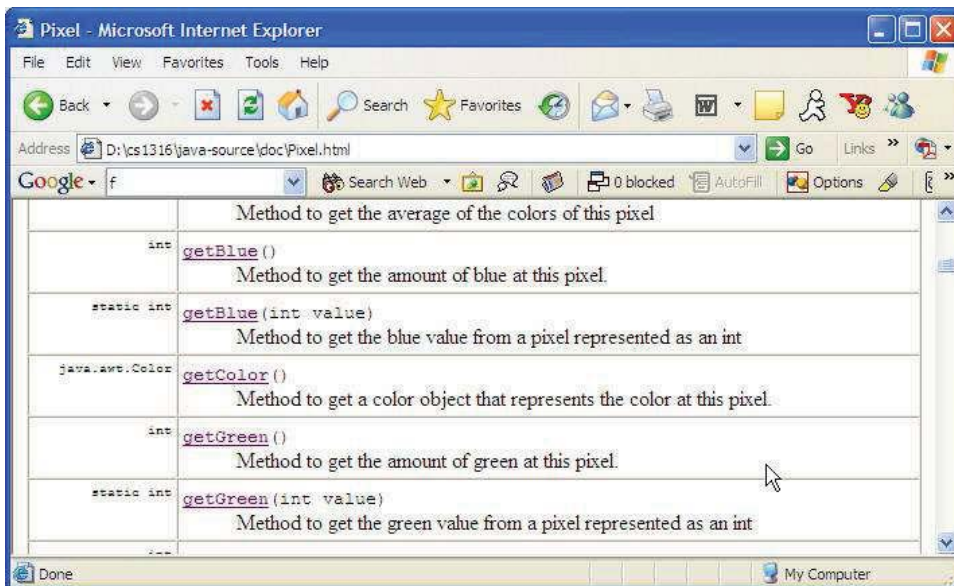 Pixel - Microsoft Internet Explorer
File Edit View Favorites Tools Help
Back Search Favorites
Address D:\cs1316\java-source\doc\Pixel.html Go Links »
Google - f Search Web 0 blocked AutoFill Options »
Method to get the average of the colors of this pixel
int getBlue()
Method to get the amount of blue at this pixel.
static int getBlue(int value)
Method to get the blue value from a pixel represented as an int
java.awt.Color getColor()
Method to get a color object that represents the color at this pixel.
int getGreen()
Method to get the amount of green at this pixel.
static int getGreen(int value)
Method to get the green value from a pixel represented as an int
int
Done My Computer